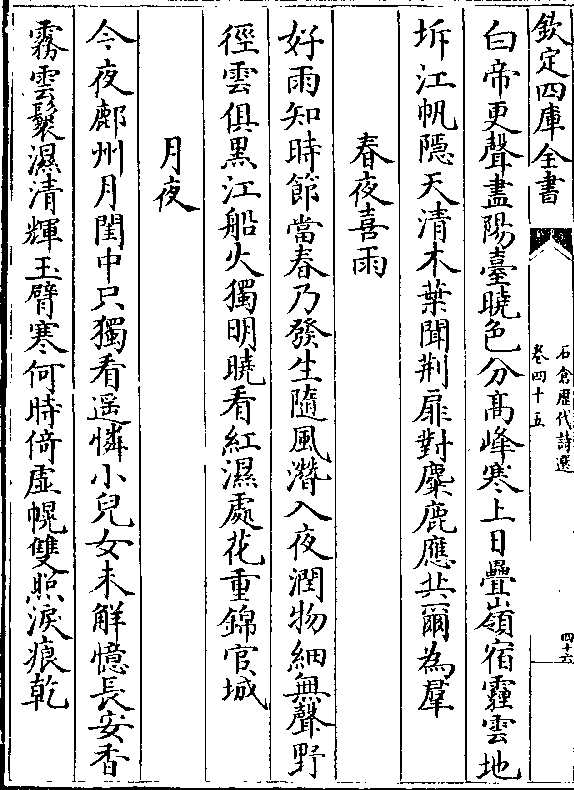 欽定四庫全書
石倉歴代詩選
卷四十五
四十六
白帝更聲盡陽臺曉色分髙峰寒上日疊嶺宿霾雲地
坼江帆隱天清木葉聞荆扉對麋鹿應共爾為羣
春夜喜雨
好雨知時節當春乃發生隨風潛入夜潤物細無聲野
徑雲俱黒江船火獨明曉看紅濕處花重錦官城
月夜
今夜鄜州月閨中只獨看遥憐小兒女未解憶長安香
霧雲鬟濕清輝玉臂寒何時倚虚幌雙照淚痕乾